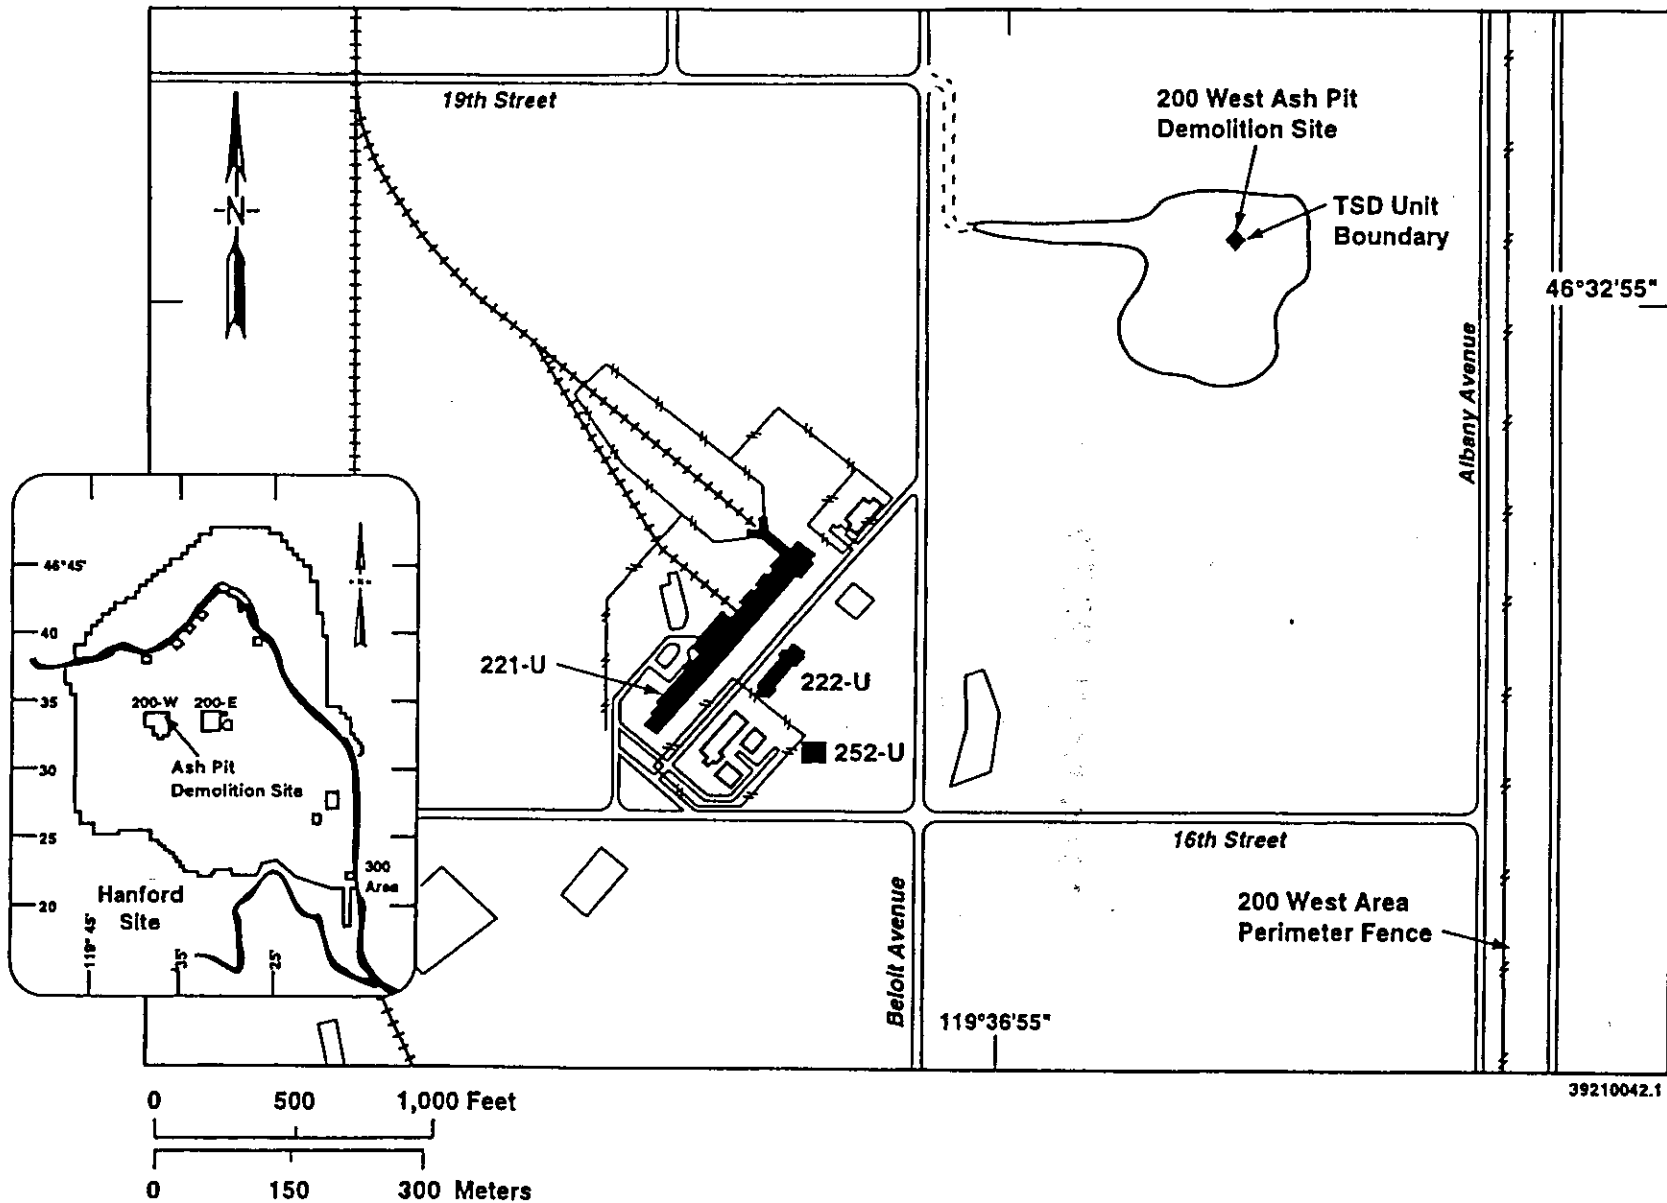 19th Street
200 West Ash Pit
Demolition Site
TSD Unit
Boundary
N
46°32'55"
Albany Avenue
221-U
222-U
252-U
16th Street
200 West Area
Perimeter Fence
Beloit Avenue
119°36'55"
46°45'
40
35
30
25
20
200-W
200-E
Ash Pit
Demolition Site
300
Area
Hanford
Site
119° 45'
35'
25'
0 500 1,000 Feet
0 150 300 Meters
39210042.1